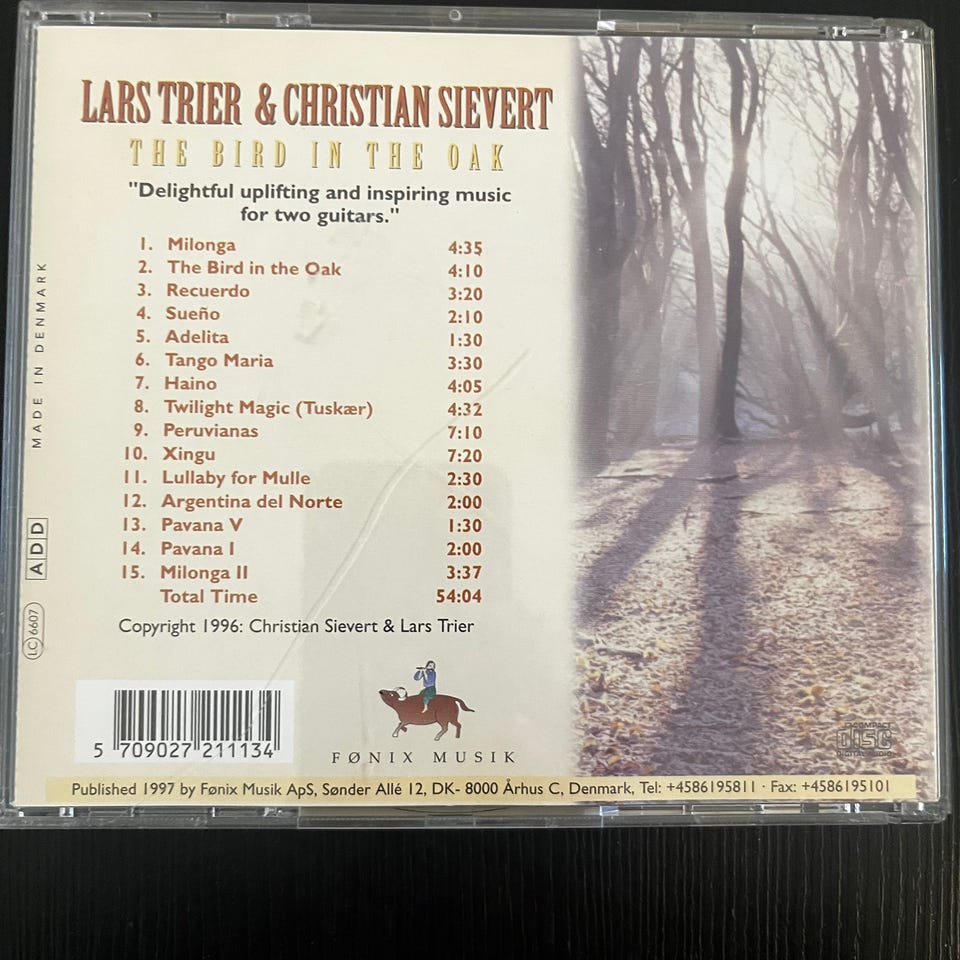 LARS TRIER & CHRISTIAN SIEVERT
THE BIRD IN THE OAK
"Delightful uplifting and inspiring music
for two guitars."
1. Milonga 4:35
2. The Bird in the Oak 4:10
3. Recuerdo 3:20
4. Sueño 2:10
5. Adelita 1:30
6. Tango Maria 3:30
7. Haino 4:05
8. Twilight Magic (Tuskær) 4:32
9. Peruvianas 7:10
10. Xingu 7:20
11. Lullaby for Mulle 2:30
12. Argentina del Norte 2:00
13. Pavana V 1:30
14. Pavana I 2:00
15. Milonga II 3:37
Total Time 54:04
Copyright 1996: Christian Sievert & Lars Trier
MADE IN DENMARK
ADD
LC 6607
5 709027 211134
FØNIX MUSIK
COMPACT
disc
DIGITAL AUDIO
Published 1997 by Fønix Musik ApS, Sønder Allé 12, DK- 8000 Århus C, Denmark, Tel: +4586195811 · Fax: +4586195101